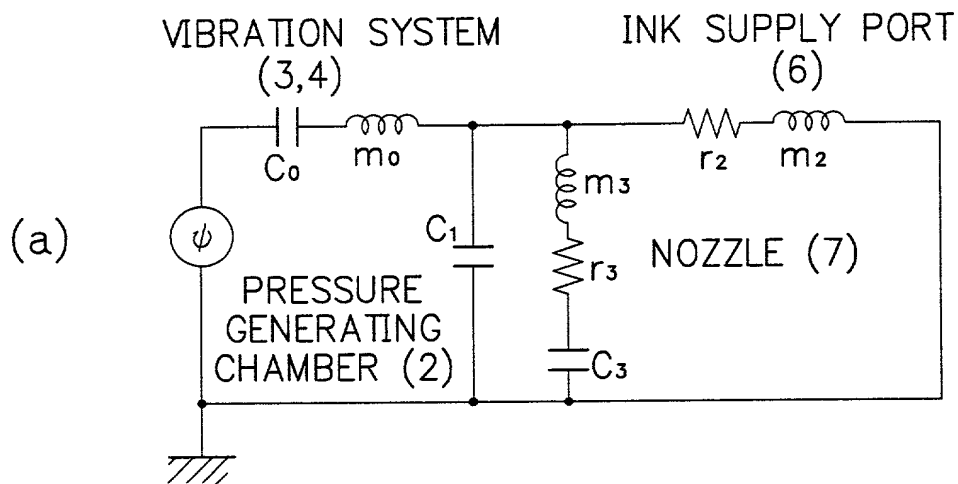 VIBRATION SYSTEM
(3,4)
INK SUPPLY PORT
(6)
C0
m0
r2
m2
m3
(a)
ψ
C1
r3
NOZZLE (7)
PRESSURE
GENERATING
CHAMBER (2)
C3